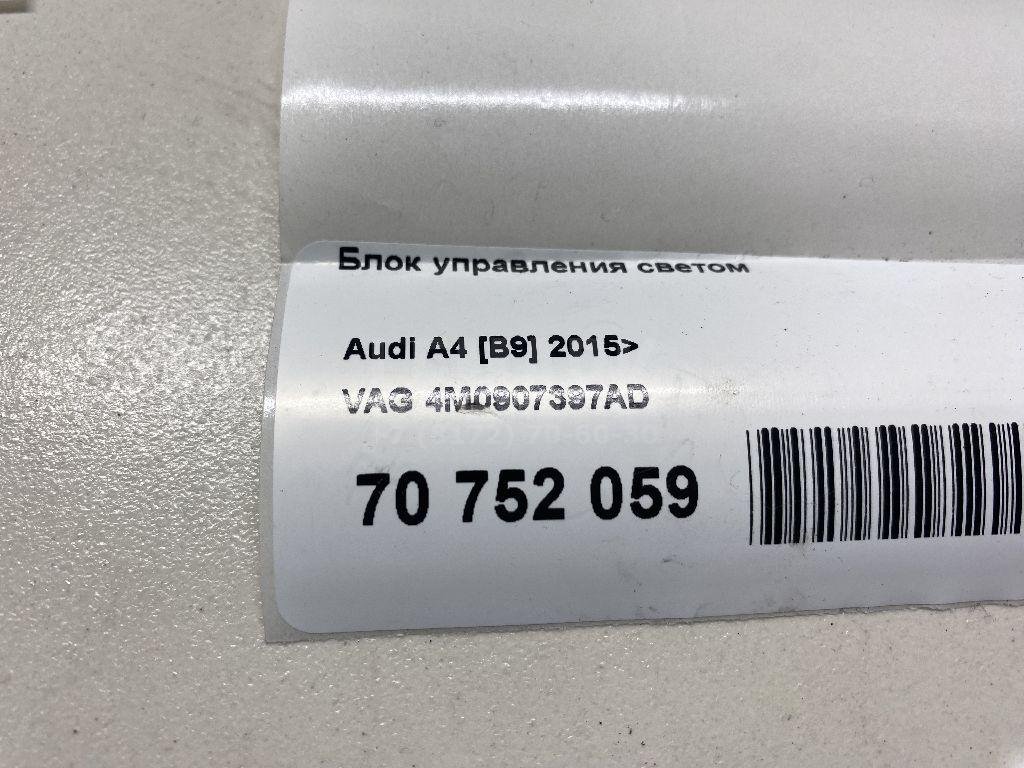 Блок управления светом
Audi A4 [B9] 2015>
VAG 4M0907397AD
70 752 059